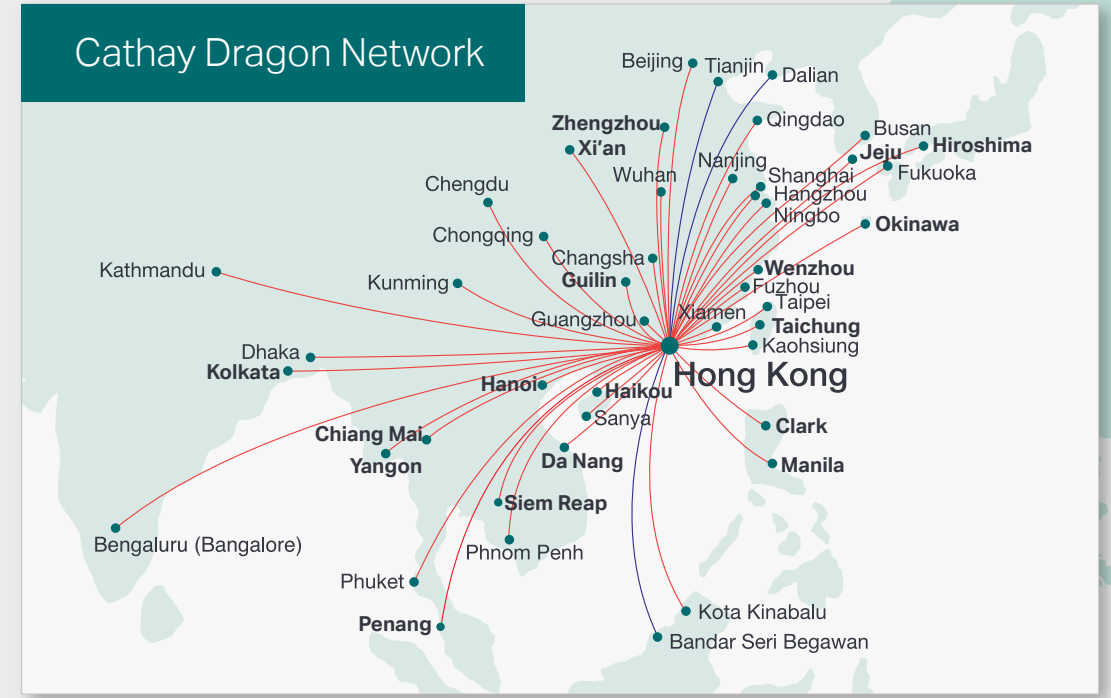 Cathay Dragon Network
Beijing
Tianjin
Dalian
Zhengzhou
Qingdao
Busan
Xi'an
Jeju
Hiroshima
Nanjing
Fukuoka
Wuhan
Shanghai
Chengdu
Hangzhou
Ningbo
Okinawa
Chongqing
Changsha
Wenzhou
Kathmandu
Kunming
Guilin
Fuzhou
Taipei
Guangzhou
Xiamen
Taichung
Kaohsiung
Dhaka
Kolkata
Hong Kong
Hanoi
Haikou
Sanya
Clark
Chiang Mai
Yangon
Da Nang
Manila
Siem Reap
Bengaluru (Bangalore)
Phnom Penh
Phuket
Kota Kinabalu
Penang
Bandar Seri Begawan